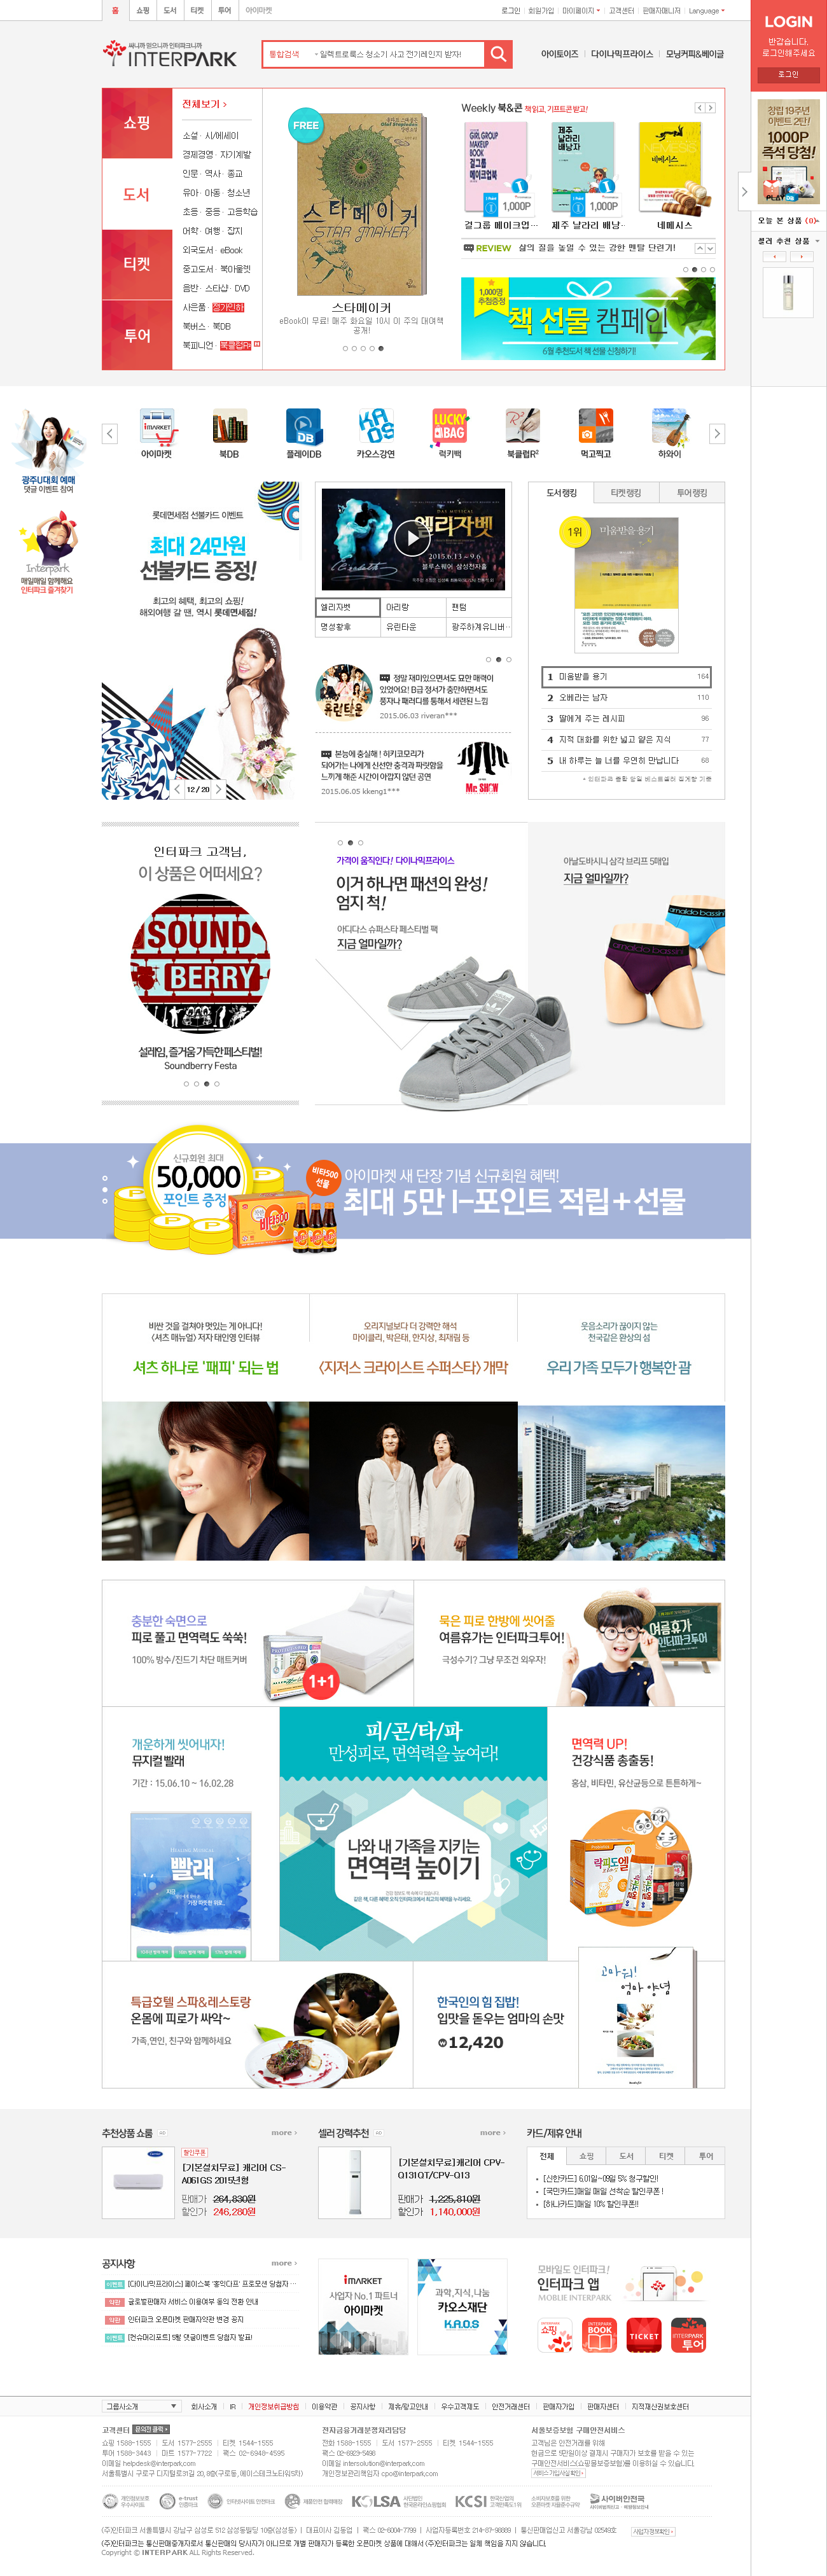 홈 쇼핑 도서 티켓 투어 아이마켓
로그인 회원가입 마이페이지 고객센터 판매자매니저 Language
싸니까 믿으니까 인터파크니까
INTERPARK
통합검색
아이토이즈 다이나믹프라이스 모닝커피&베이글
LOGIN
반갑습니다.
로그인해주세요
로그인
창립 19주년
이벤트 2탄!
1,000P
즉석 당첨!
PLAY DB
오늘 본 상품 (0)
쇼핑
도서
티켓
투어
전체보기 >
소설 · 시/에세이
경제경영 · 자기계발
인문 · 역사 · 종교
유아 · 아동 · 청소년
초등 · 중등 · 고등학습
어학 · 여행 · 잡지
외국도서 · eBook
중고도서 · 북마일렛
음반 · 스타샵 · DVD
북버스 · 북DB
FREE
스타메이커
STAR MAKER
스타메이커
eBook이 무료! 매주 화요일 10시 이 주의 대여책
공개!
Weekly 북&콘 책 읽고, 기프트콘 받고!
걸그룹 메이크업… 제주 날라리 배낭… 네메시스
REVIEW 삶의 질을 높일 수 있는 강한 멘탈 단련기!
1,000명 추첨증정
책 선물 캠페인
6월 추천도서 책 선물 신청하기!
광주U대회 예매
댓글 이벤트 참여
Interpark
매일매일 함께해요
인터파크 즐겨찾기
아이마켓 북DB 플레이DB 카오스강연 럭키백 북클럽R² 먹고찍고 하와이
롯데면세점 선불카드 이벤트
최대 24만원
선불카드 증정!
최고의 혜택, 최고의 쇼핑!
해외여행 갈 땐, 역시 롯데면세점!
12 / 20
엘리자벳
2015.6.13 ~ 9.6
블루스퀘어 삼성전자홀
엘리자벳 아리랑 팬텀
명성황후 유린타운 광주하계유니버…
정말 재미있으면서도 묘한 매력이
있었어요! B급 정서가 충만하면서도
풍자나 패러디를 통해서 세련된 느낌
2015.06.03 riveran***
본능에 충실해! 히키코모리가
되어가는 나에게 신선한 충격과 파릇함을
느끼게 해준 시간이 아깝지 않던 공연
2015.06.05 kkeng1***
Mr. SHOW
도서랭킹 티켓랭킹 투어랭킹
1위
미움받을 용기
1 미움받을 용기 164
2 오베라는 남자 110
3 딸에게 주는 레시피 96
4 지적 대화를 위한 넓고 얕은 지식 77
5 내 하루는 늘 너를 우연히 만납니다 68
인터파크 고객님,
이 상품은 어떠세요?
SOUND
BERRY
설레임, 즐거움 가득한 페스티벌!
Soundberry Festa
가격이 움직인다! 다이나믹프라이스
이거 하나면 패션의 완성!
엄지 척!
아디다스 슈퍼스타 페스티벌 팩
지금 얼마일까?
아날도바시니 삼각 브리프 5매입
지금 얼마일까?
신규회원 최대
50,000
포인트 증정
비타500 선물
아이마켓 새 단장 기념 신규회원 혜택!
최대 5만 I-포인트 적립+선물
비싼 것을 걸쳐야 멋있는 게 아니다!
<셔츠 매뉴얼> 저자 태인영 인터뷰
셔츠 하나로 '패피' 되는 법
오리지널보다 더 강력한 해석
마이클리, 박은태, 한지상, 최재림 등
<지저스 크라이스트 수퍼스타> 개막
웃음소리가 끊이지 않는
천국같은 환상의 섬
우리 가족 모두가 행복한 괌
충분한 숙면으로
피로 풀고 면역력도 쑥쑥!
100% 방수/진드기 차단 매트커버
1+1
묵은 피로 한방에 씻어줄
여름휴가는 인터파크투어!
극성수기? 그냥 무조건 외우자!
여름휴가
인터파크투어!
개운하게 씻어내자!
뮤지컬 빨래
기간 : 15.06.10 ~ 16.02.28
빨래
피/곤/타/파
만성피로, 면역력을 높여라!
나와 내 가족을 지키는
면역력 높이기
면역력 UP!
건강식품 총출동!
홍삼, 비타민, 유산균등으로 튼튼하게~
락피도엘
특급호텔 스파&레스토랑
온몸에 피로가 싸악~
가족,연인, 친구와 함께하세요
한국인의 힘 집밥!
입맛을 돋우는 엄마의 손맛
12,420
고마워!
엄마 양념
추천상품 쇼룸 AD more >
할인쿠폰
[기본설치무료] 캐리어 CS-
A061GS 2015년형
판매가 264,830원
할인가 246,280원
셀러 강력추천 AD more >
[기본설치무료]캐리어 CPV-
Q131QT/CPV-Q13
판매가 1,225,810원
할인가 1,140,000원
카드/제휴 안내
전체 쇼핑 도서 티켓 투어
[신한카드] 6.01일~09일 5% 청구할인!
[국민카드]매일 매일 선착순 할인쿠폰 !
[하나카드]매일 10% 할인쿠폰!!
공지사항 more >
이벤트 [다이나믹프라이스] 페이스북 '홍익다프' 프로모션 당첨자 …
약관 글로벌판매자 서비스 이용여부 동의 전환 안내
약관 인터파크 오픈마켓 판매자약관 변경 공지
이벤트 [컨슈머리포트] 5월 댓글이벤트 당첨자 발표!
iMARKET
사업자 No.1 파트너
아이마켓
과학,지식,나눔
카오스재단
K.A.O.S
모바일도 인터파크!
인터파크 앱
MOBLIE INTERPARK
쇼핑
INTERPARK BOOK
TICKET
INTERPARK 투어
그룹사소개 회사소개 IR 개인정보취급방침 이용약관 공지사항 제휴/광고안내 우수고객제도 안전거래센터 판매자가입 판매자센터 지적재산권보호센터
고객센터 문의전 클릭
쇼핑 1588-1555 도서 1577-2555 티켓 1544-1555
투어 1588-3443 마트 1577-7722 팩스 02-6948-4595
이메일 helpdesk@interpark.com
서울특별시 구로구 디지털로31길 20, 8층(구로동, 에이스테크노타워5차)
전자금융거래분쟁처리담당
전화 1588-1555 도서 1577-2555 티켓 1544-1555
팩스 02-6923-5496
이메일 intersolution@interpark.com
개인정보관리책임자 cpo@interpark.com
서울보증보험 구매안전서비스
고객님은 안전거래를 위해
현금으로 5만원이상 결제시 구매자가 보호를 받을 수 있는
구매안전서비스(쇼핑몰보증보험)를 이용하실 수 있습니다.
서비스가입사실확인 >
KOLSA
KCSI
사이버안전국
(주)인터파크 서울특별시 강남구 삼성로 512 삼성동빌딩 10층(삼성동) | 대표이사 김동업 | 팩스 02-6004-7799 | 사업자등록번호 214-87-98889 | 통신판매업신고 서울강남 02549호 사업자 정보확인 >
(주)인터파크는 통신판매중개자로서 통신판매의 당사자가 아니므로 개별 판매자가 등록한 오픈마켓 상품에 대해서 (주)인터파크는 일체 책임을 지지 않습니다.
Copyright © INTERPARK ALL Rights Reserved.